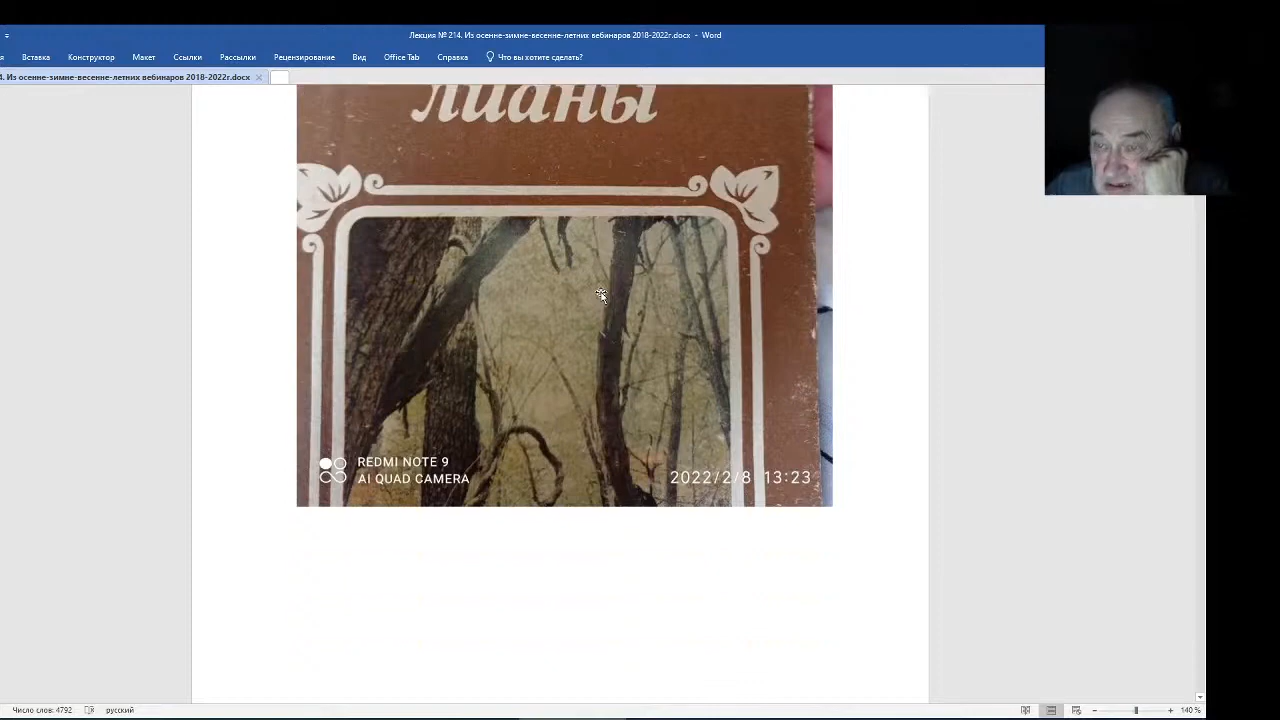 Лекция № 214. Из осенне-зимне-весенне-летних вебинаров 2018-2022г.docx - Word
Вставка Конструктор Макет Ссылки Рассылки Рецензирование Вид Office Tab Справка Что вы хотите сделать?
4. Из осенне-зимне-весенне-летних вебинаров 2018-2022г.docx
лианы
REDMI NOTE 9
AI QUAD CAMERA
2022/2/8 13:23
Число слов: 4792 русский 140 %